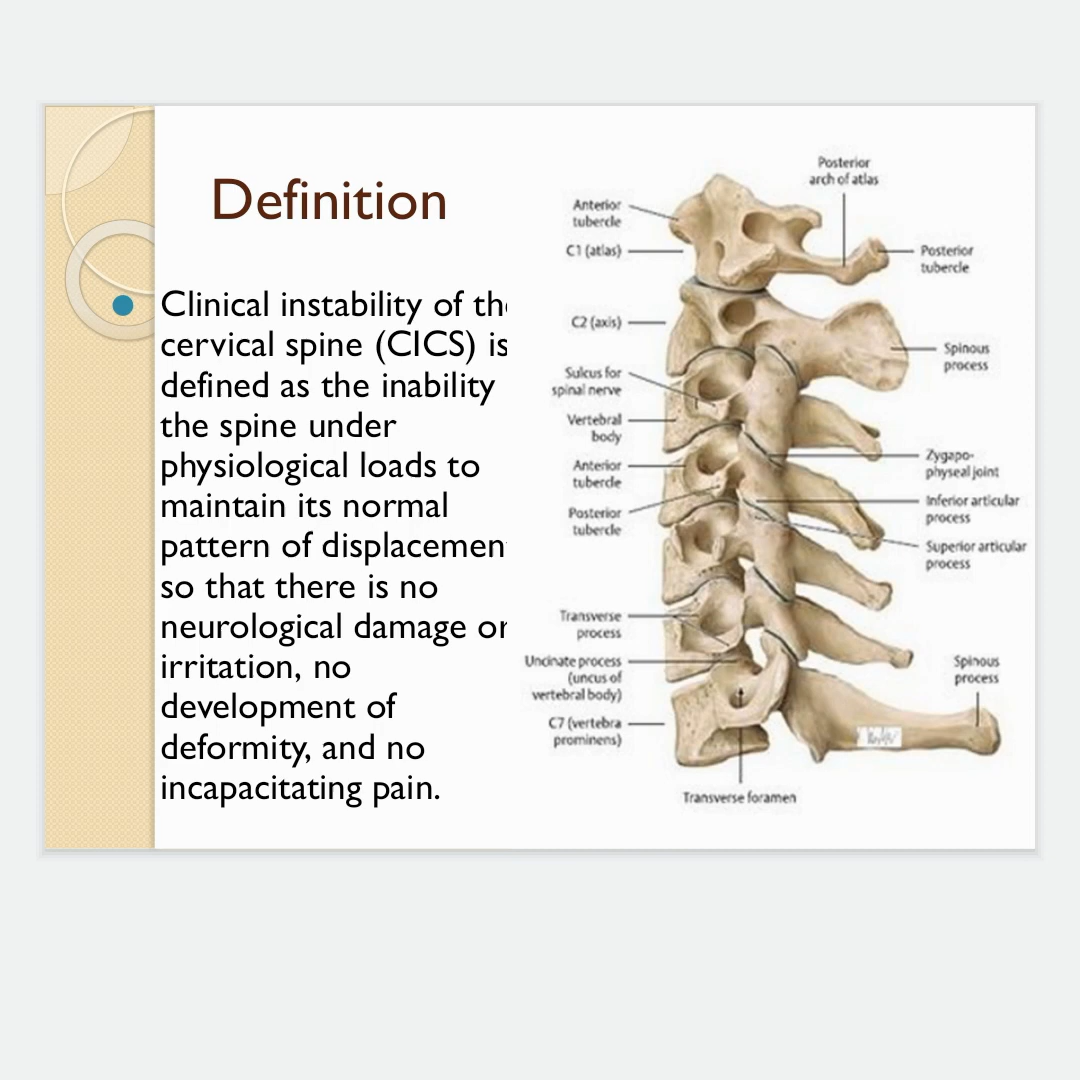 Definition
Clinical instability of the
cervical spine (CICS) is
defined as the inability
the spine under
physiological loads to
maintain its normal
pattern of displacement
so that there is no
neurological damage or
irritation, no
development of
deformity, and no
incapacitating pain.
Posterior
arch of atlas
Anterior
tubercle
C1 (atlas)
Posterior
tubercle
C2 (axis)
Spinous
process
Sulcus for
spinal nerve
Vertebral
body
Zygapo-
physeal joint
Anterior
tubercle
Inferior articular
process
Posterior
tubercle
Superior articular
process
Transverse
process
Uncinate process
(uncus of
vertebral body)
Spinous
process
C7 (vertebra
prominens)
Transverse foramen